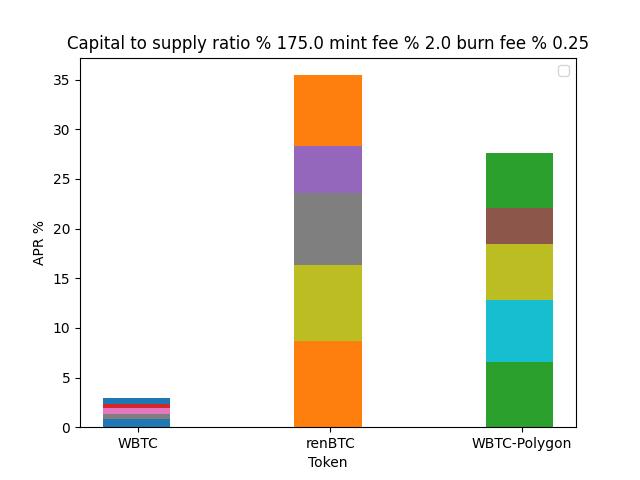 Capital to supply ratio % 175.0 mint fee % 2.0 burn fee % 0.25
35
30
25
20
15
10
5
0
APR %
WBTC
renBTC
WBTC-Polygon
Token